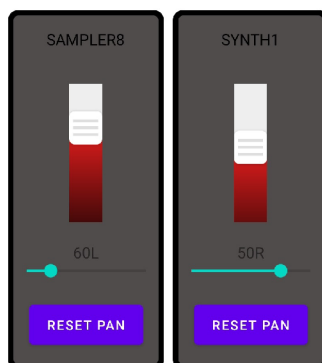 SAMPLER8
60L
RESET PAN
SYNTH1
50R
RESET PAN